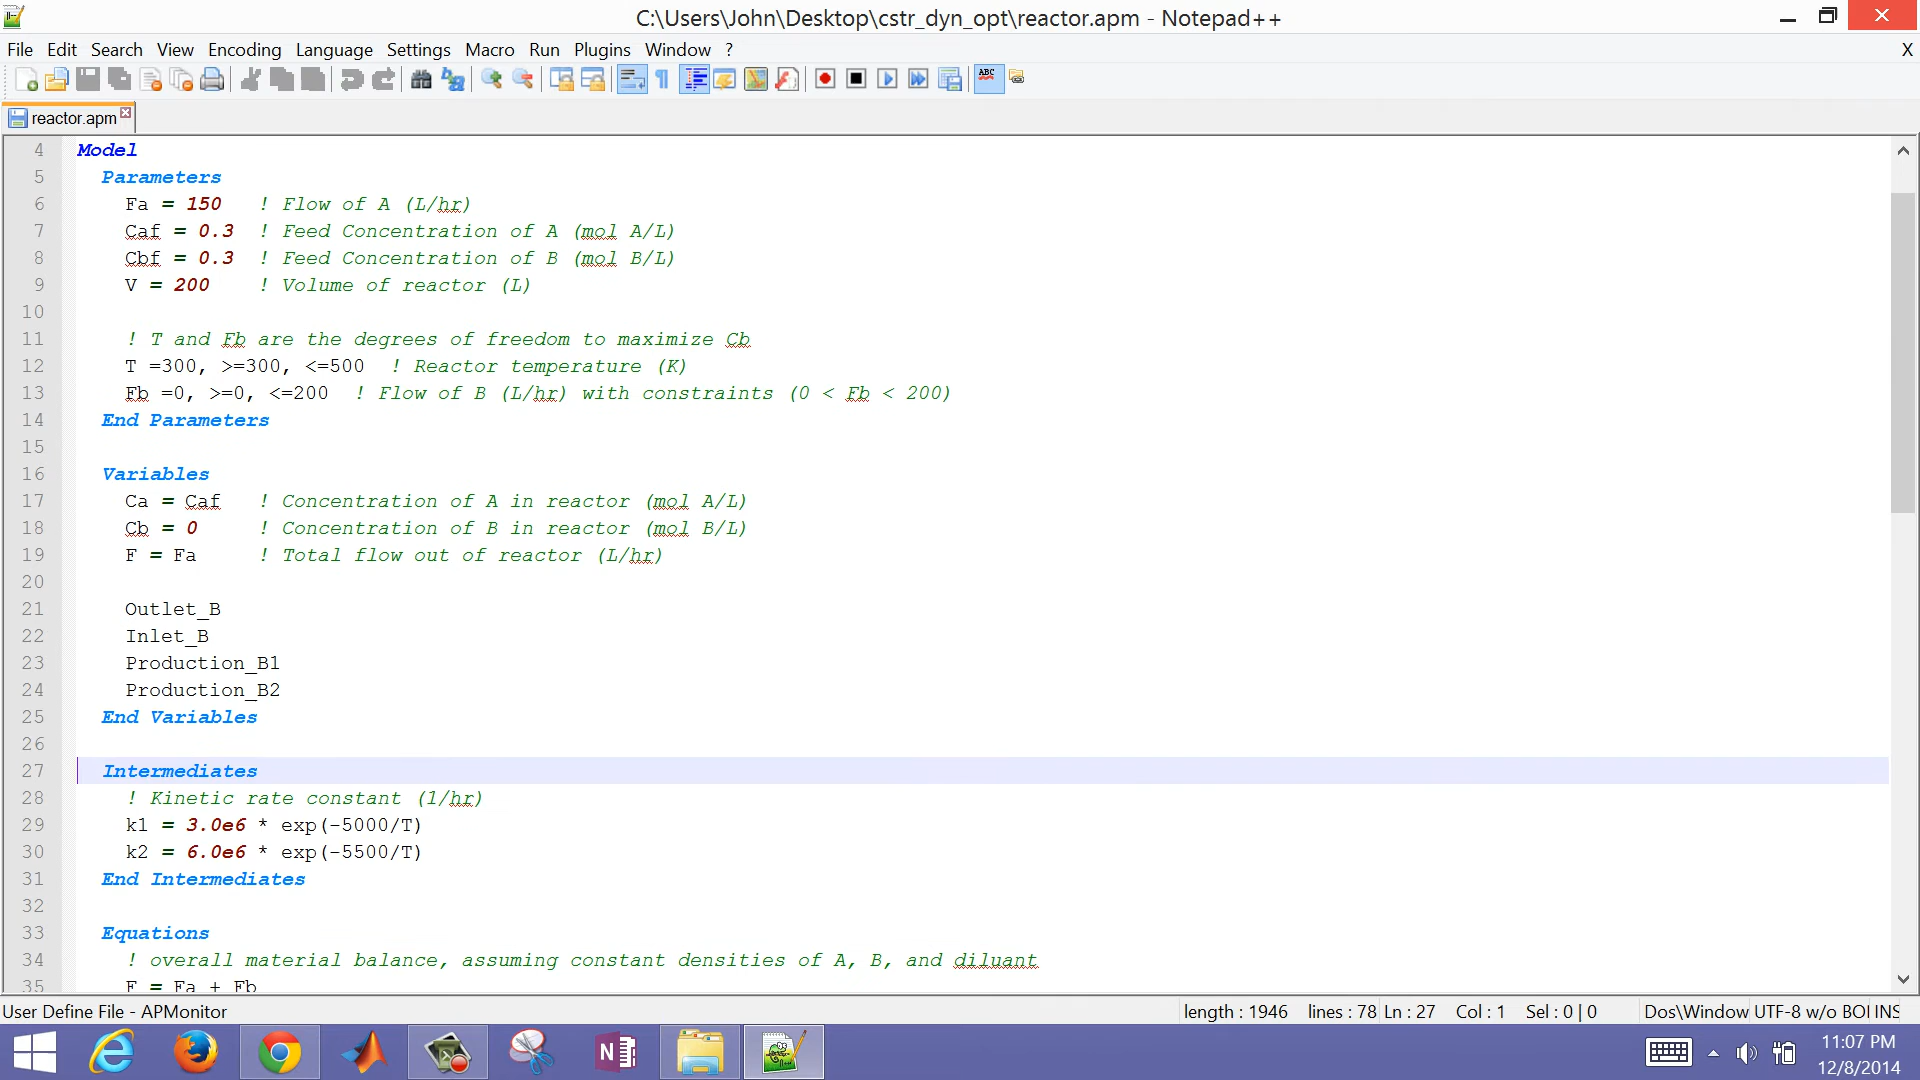 C:\Users\John\Desktop\cstr_dyn_opt\reactor.apm - Notepad++
File Edit Search View Encoding Language Settings Macro Run Plugins Window ? X
ABC
reactor.apm
4 Model
5 Parameters
6 Fa = 150 ! Flow of A (L/hr)
7 Caf = 0.3 ! Feed Concentration of A (mol A/L)
8 Cbf = 0.3 ! Feed Concentration of B (mol B/L)
9 V = 200 ! Volume of reactor (L)
10
11 ! T and Fb are the degrees of freedom to maximize Cb
12 T =300, >=300, <=500 ! Reactor temperature (K)
13 Fb =0, >=0, <=200 ! Flow of B (L/hr) with constraints (0 < Fb < 200)
14 End Parameters
15
16 Variables
17 Ca = Caf ! Concentration of A in reactor (mol A/L)
18 Cb = 0 ! Concentration of B in reactor (mol B/L)
19 F = Fa ! Total flow out of reactor (L/hr)
20
21 Outlet_B
22 Inlet_B
23 Production_B1
24 Production_B2
25 End Variables
26
27 Intermediates
28 ! Kinetic rate constant (1/hr)
29 k1 = 3.0e6 * exp(-5000/T)
30 k2 = 6.0e6 * exp(-5500/T)
31 End Intermediates
32
33 Equations
34 ! overall material balance, assuming constant densities of A, B, and diluant
35 F = Fa + Fb
User Define File - APMonitor length : 1946 lines : 78 Ln : 27 Col : 1 Sel : 0 | 0 Dos\Window UTF-8 w/o BOI INS
N
11:07 PM
12/8/2014